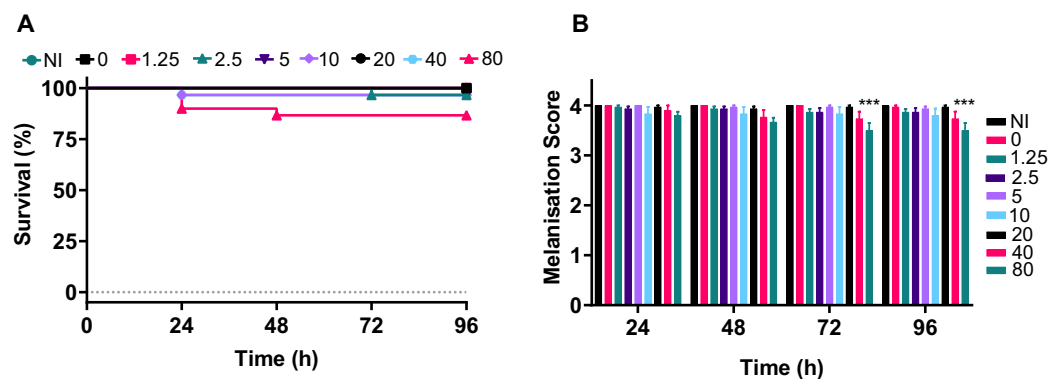 A
NI 0 1.25 2.5 5 10 20 40 80
Survival (%)
100
75
50
25
0
0 24 48 72 96
Time (h)
B
Melanisation Score
4
3
2
1
0
*** ***
24 48 72 96
Time (h)
NI
0
1.25
2.5
5
10
20
40
80